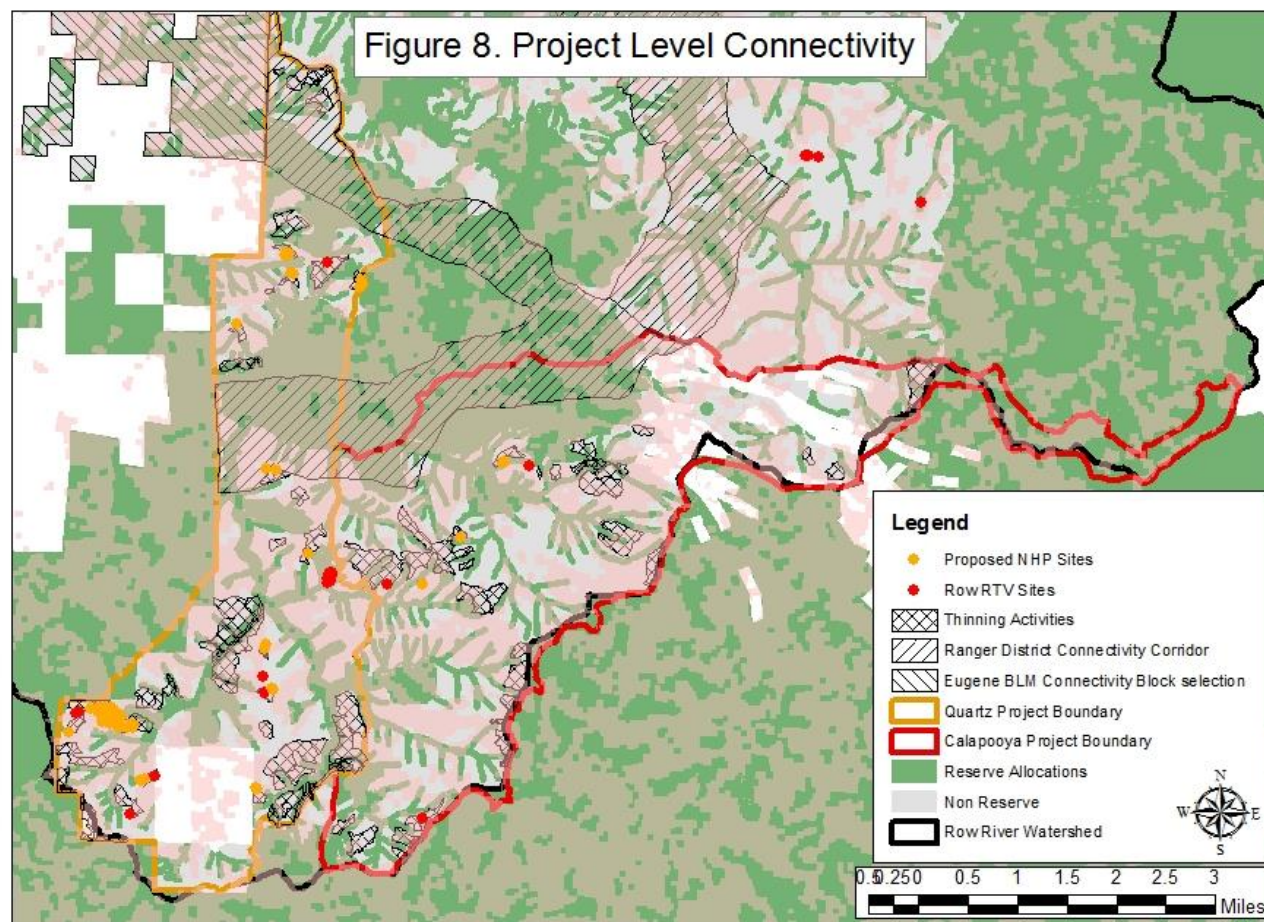 Figure 8. Project Level Connectivity
Legend
Proposed NHP Sites
Row RTV Sites
Thinning Activities
Ranger District Connectivity Corridor
Eugene BLM Connectivity Block selection
Quartz Project Boundary
Calapooya Project Boundary
Reserve Allocations
Non Reserve
Row River Watershed
N
W E
S
0.5 0.25 0 0.5 1 1.5 2 2.5 3
Miles